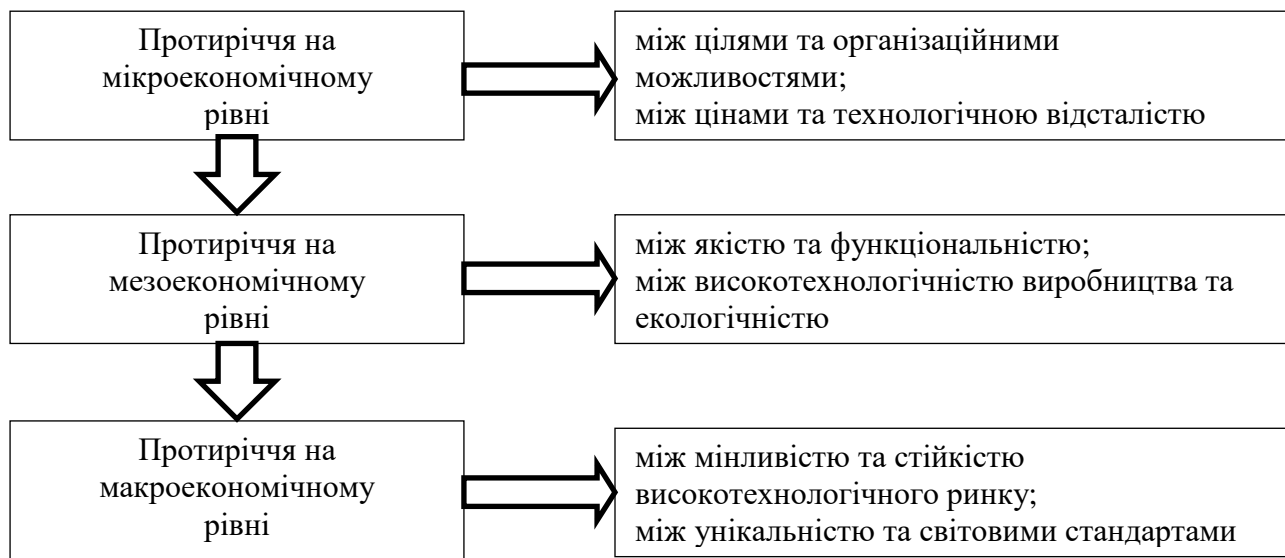 Протиріччя на
мікроекономічному
рівні
між цілями та організаційними
можливостями;
між цінами та технологічною відсталістю
Протиріччя на
мезоекономічному
рівні
між якістю та функціональністю;
між високотехнологічністю виробництва та
екологічністю
Протиріччя на
макроекономічному
рівні
між мінливістю та стійкістю
високотехнологічного ринку;
між унікальністю та світовими стандартами